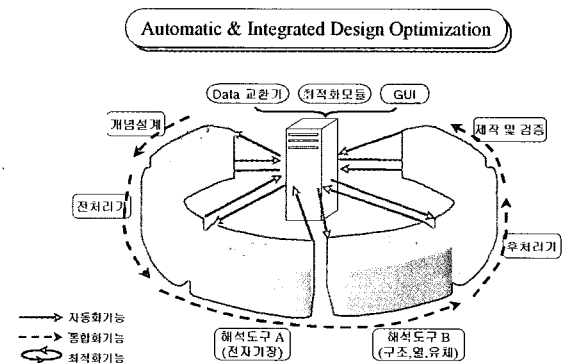 Automatic & Integrated Design Optimization
Data 교환기
최적화모듈
GUI
개념설계
제작 및 검증
전처리기
후처리기
자동화기능
통합화기능
최적화기능
해석도구 A
(전자기장)
해석도구 B
(구조,열,유체)